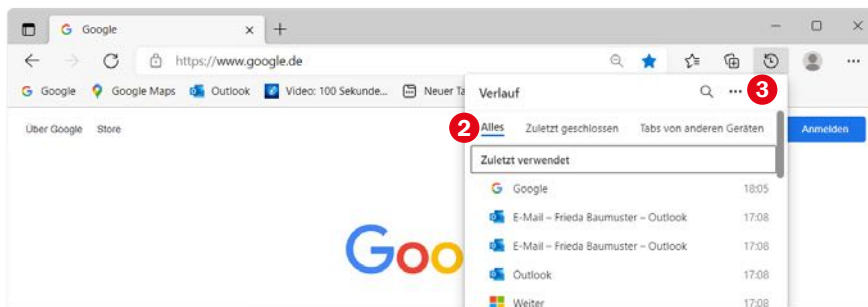 Google
https://www.google.de
Google Google Maps Outlook Video: 100 Sekunde... Neuer Ta
Verlauf 3
Über Google Store
2 Alles Zuletzt geschlossen Tabs von anderen Geräten
Anmelden
Zuletzt verwendet
Google 18:05
E-Mail – Frieda Baumuster – Outlook 17:08
E-Mail – Frieda Baumuster – Outlook 17:08
Outlook 17:08
Weiter 17:08
Goo